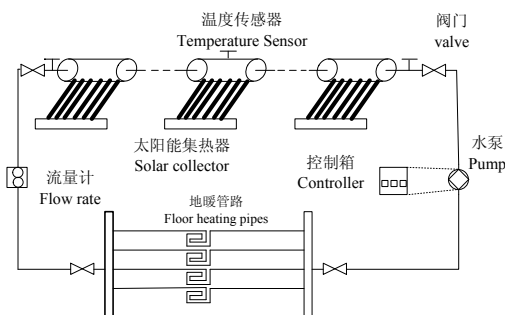 温度传感器
Temperature Sensor
阀门
valve
太阳能集热器
Solar collector
控制箱
Controller
水泵
Pump
流量计
Flow rate
地暖管路
Floor heating pipes